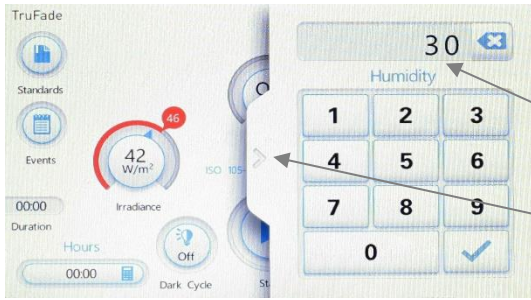 TruFade
Standards
Events
00:00
Duration
Hours
00:00
46
42
W/m²
Irradiance
Off
Dark Cycle
ISO 105-
30
Humidity
1 2 3
4 5 6
7 8 9
0